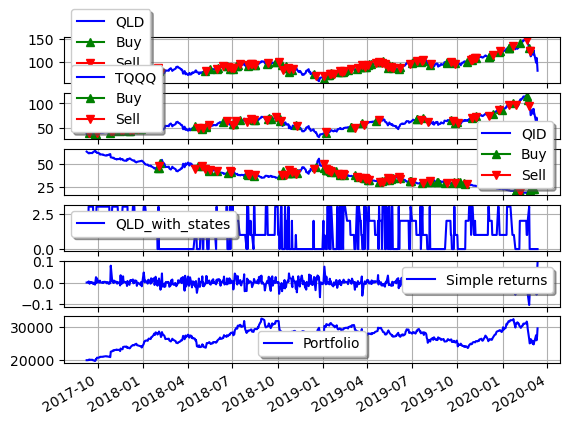 QLD
Buy
Sell
150
100
TQQQ
Buy
Sell
100
50
QID
Buy
Sell
50
25
2.5
0.0
QLD_with_states
0.1
0.0
−0.1
Simple returns
30000
20000
Portfolio
2017-10
2018-01
2018-04
2018-07
2018-10
2019-01
2019-04
2019-07
2019-10
2020-01
2020-04